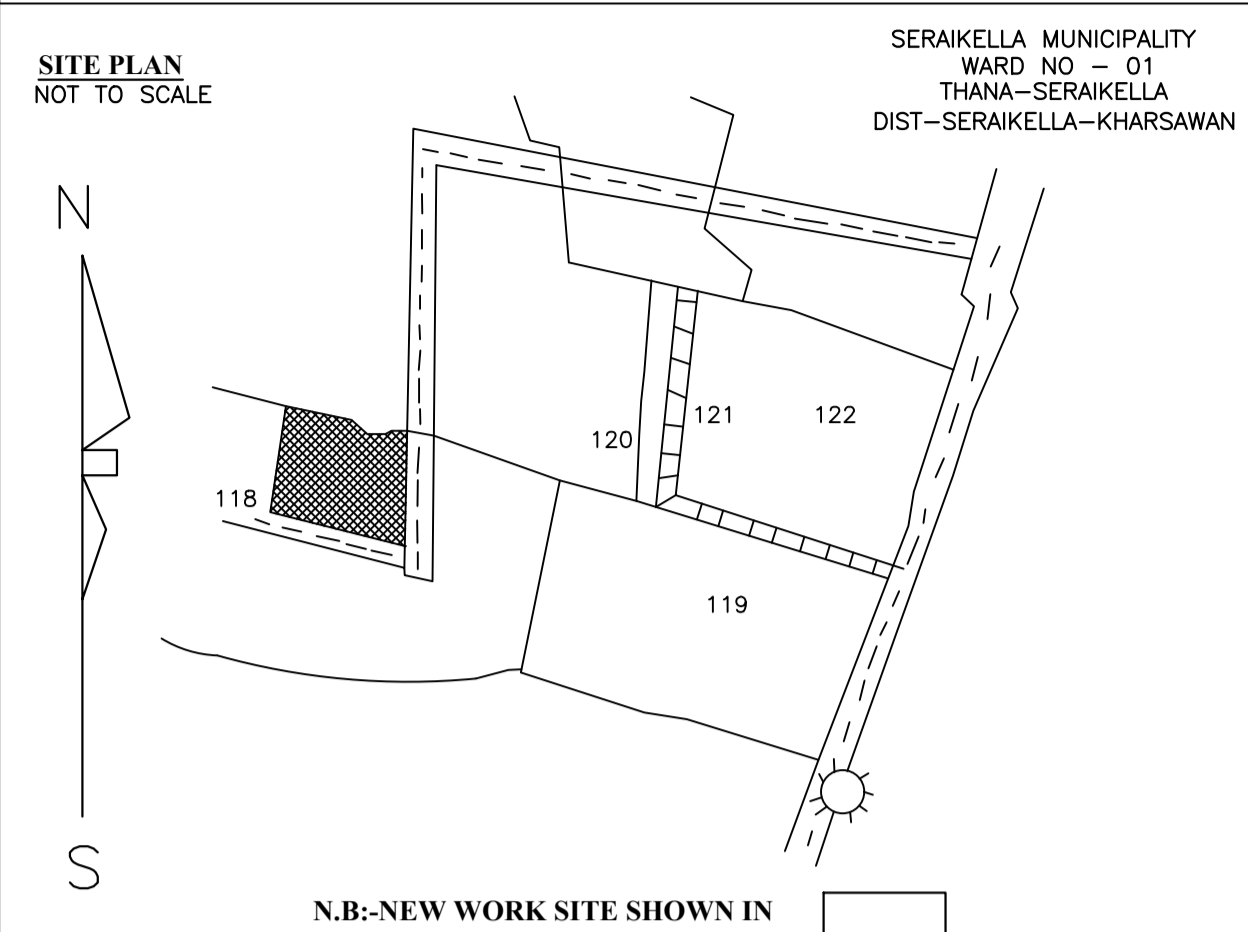 SITE PLAN
NOT TO SCALE
SERAIKELLA MUNICIPALITY
WARD NO - 01
THANA-SERAIKELLA
DIST-SERAIKELLA-KHARSAWAN
N
120
121
122
118
119
S
N.B:-NEW WORK SITE SHOWN IN